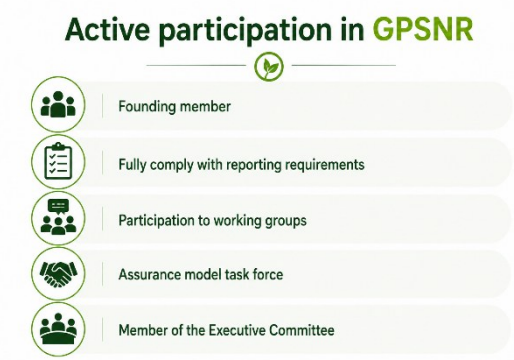 Active participation in GPSNR
Founding member
Fully comply with reporting requirements
Participation to working groups
Assurance model task force
Member of the Executive Committee